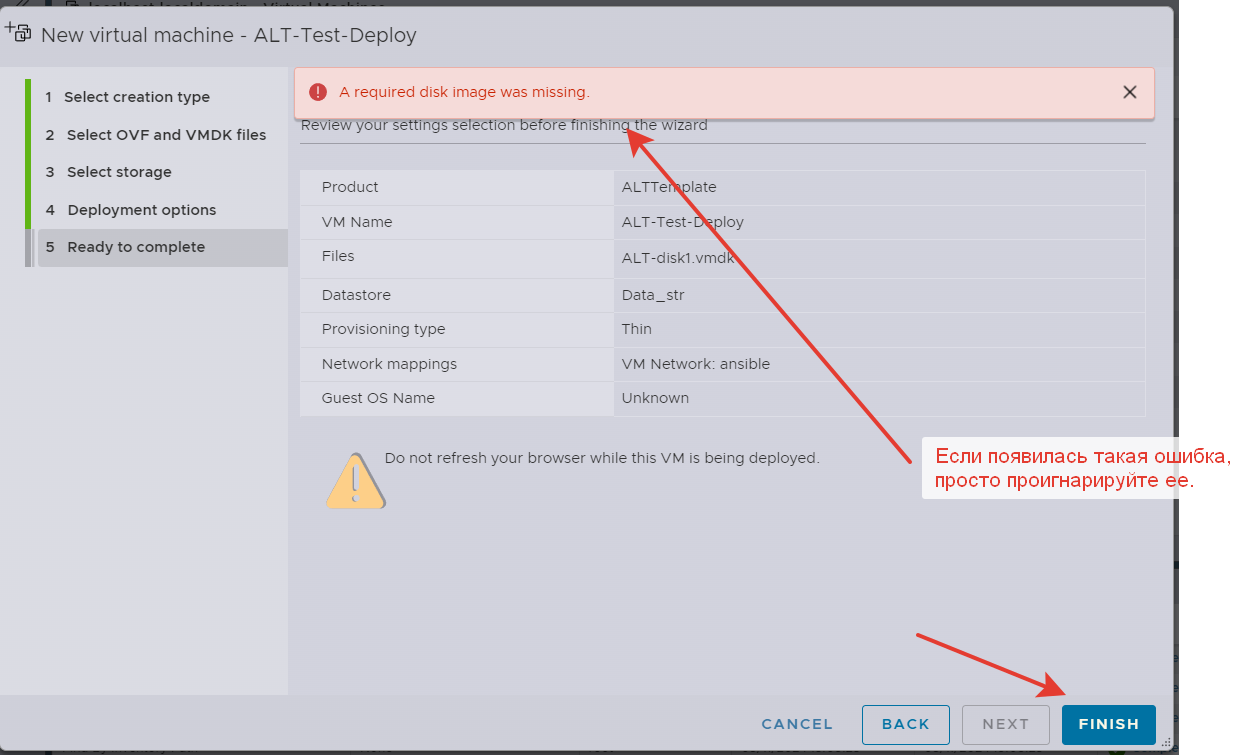 localhost.localdomain - Virtual Machines
New virtual machine - ALT-Test-Deploy
1 Select creation type
2 Select OVF and VMDK files
3 Select storage
4 Deployment options
5 Ready to complete
A required disk image was missing.
Review your settings selection before finishing the wizard
Product ALTTemplate
VM Name ALT-Test-Deploy
Files ALT-disk1.vmdk
Datastore Data_str
Provisioning type Thin
Network mappings VM Network: ansible
Guest OS Name Unknown
Do not refresh your browser while this VM is being deployed.
Если появилась такая ошибка,
просто проигнарируйте ее.
CANCEL BACK NEXT FINISH